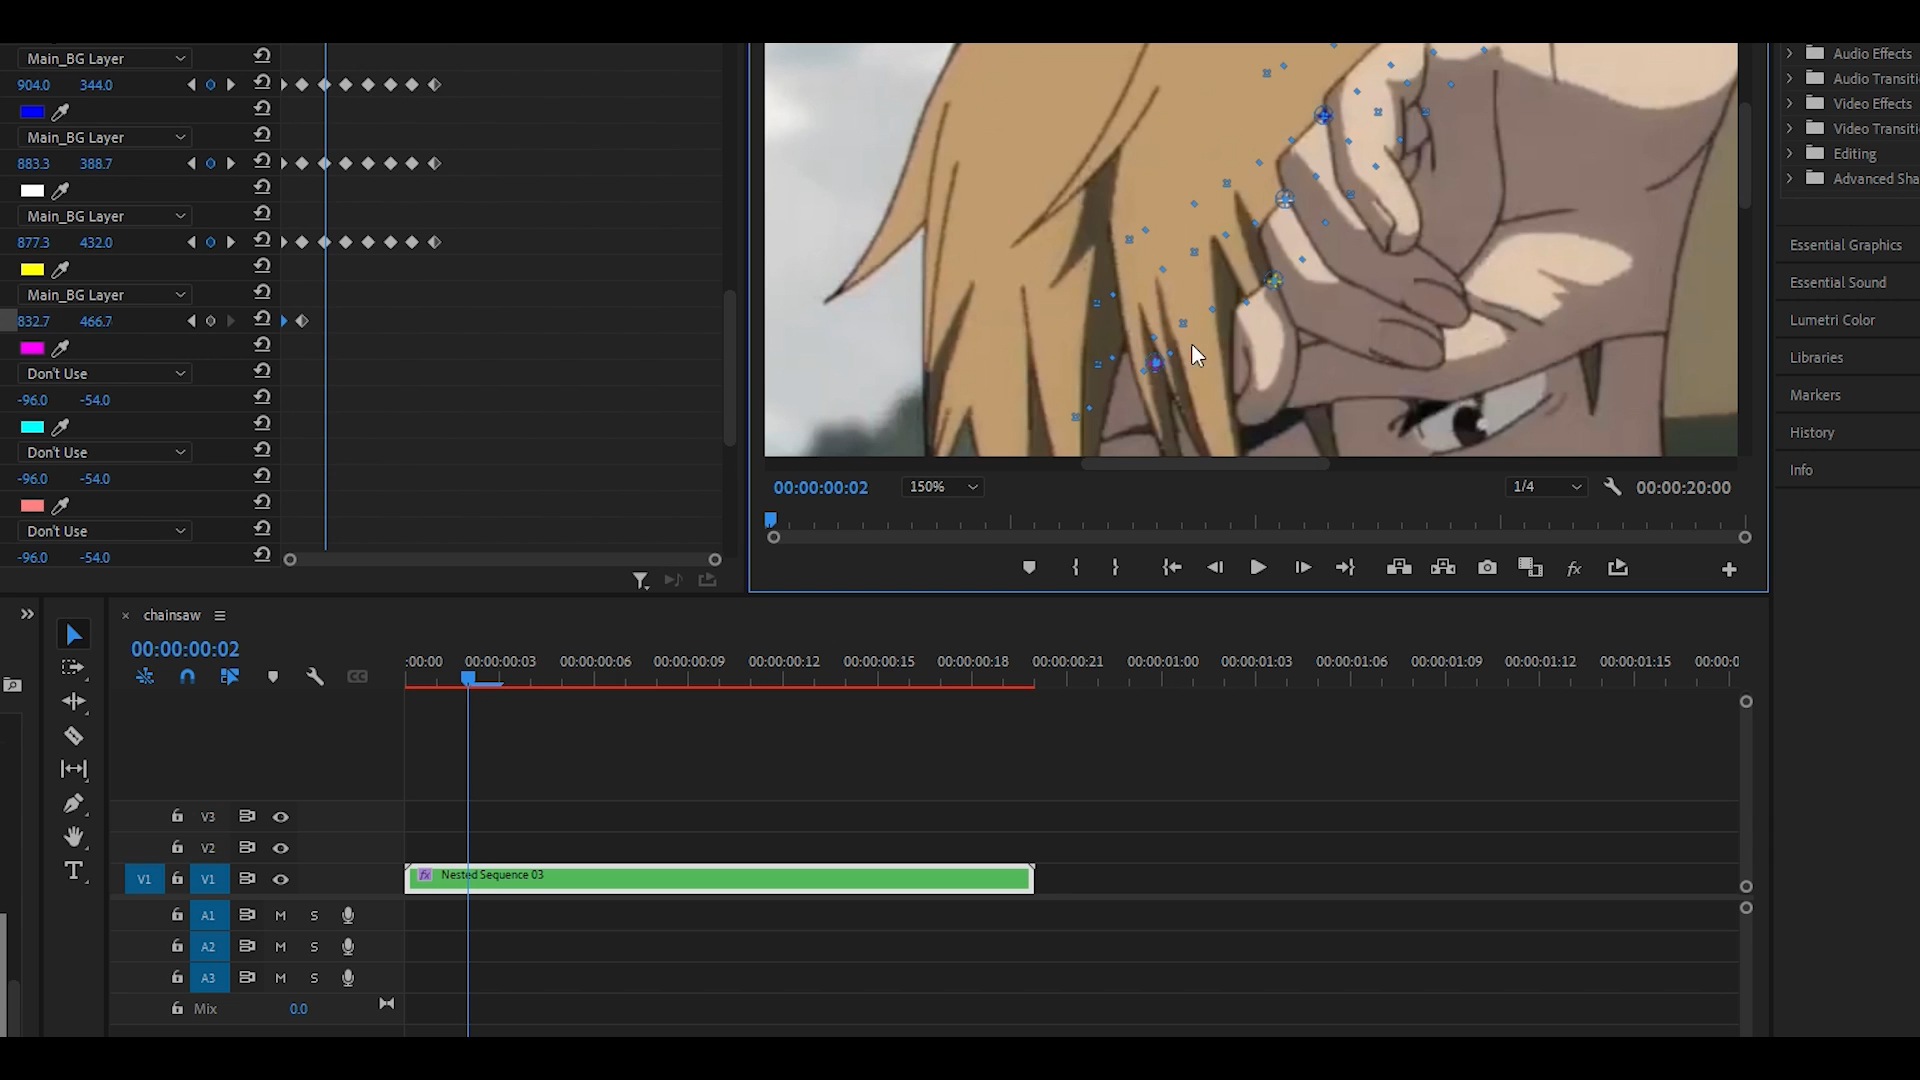 Main_BG Layer
904.0 344.0
Main_BG Layer
883.3 388.7
Main_BG Layer
877.3 432.0
Main_BG Layer
832.7 466.7
Don't Use
-96.0 -54.0
Don't Use
-96.0 -54.0
Don't Use
-96.0 -54.0
00:00:00:02 150% 1/4 00:00:20:00
Audio Effects
Audio Transiti
Video Effects
Video Transiti
Editing
Advanced Sha
Essential Graphics
Essential Sound
Lumetri Color
Libraries
Markers
History
Info
chainsaw
00:00:00:02
:00:00 00:00:00:03 00:00:00:06 00:00:00:09 00:00:00:12 00:00:00:15 00:00:00:18 00:00:00:21 00:00:01:00 00:00:01:03 00:00:01:06 00:00:01:09 00:00:01:12 00:00:01:15 00:00:0
CC
V3
V2
V1 V1 fx Nested Sequence 03
A1 M S
A2 M S
A3 M S
Mix 0.0
fx
T